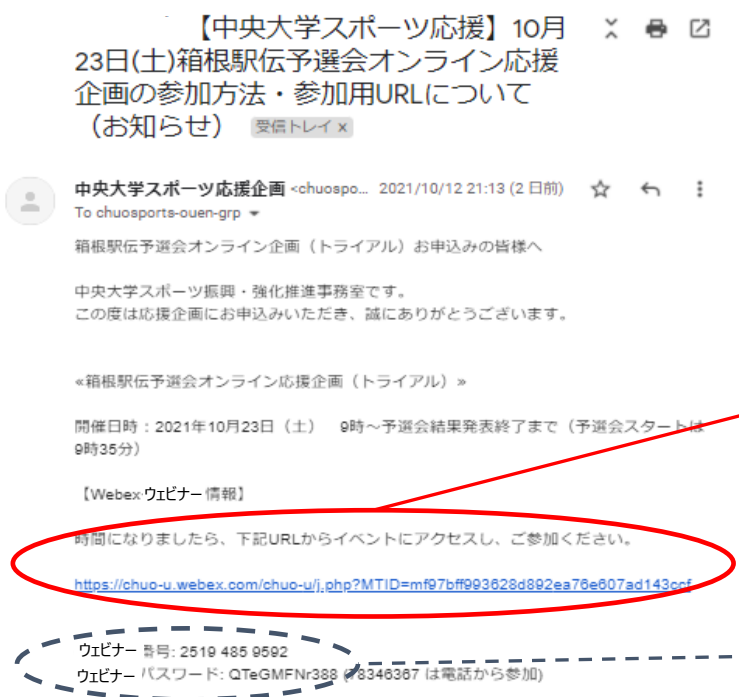 【中央大学スポーツ応援】10月
23日(土)箱根駅伝予選会オンライン応援
企画の参加方法・参加用URLについて
（お知らせ） 受信トレイ x
中央大学スポーツ応援企画 <chuospo... 2021/10/12 21:13 (2 日前)
To chuosports-ouen-grp
箱根駅伝予選会オンライン企画（トライアル）お申込みの皆様へ
中央大学スポーツ振興・強化推進事務室です。
この度は応援企画にお申込みいただき、誠にありがとうございます。
«箱根駅伝予選会オンライン応援企画（トライアル）»
開催日時：2021年10月23日（土） 9時～予選会結果発表終了まで（予選会スタートは
9時35分）
【Webex ウェビナー 情報】
時間になりましたら、下記URLからイベントにアクセスし、ご参加ください。
https://chuo-u.webex.com/chuo-u/j.php?MTID=mf97bff993628d892ea76e607ad143ccf
ウェビナー 番号: 2519 485 9592
ウェビナー パスワード: QTeGMFNr388 (78346367 は電話から参加)